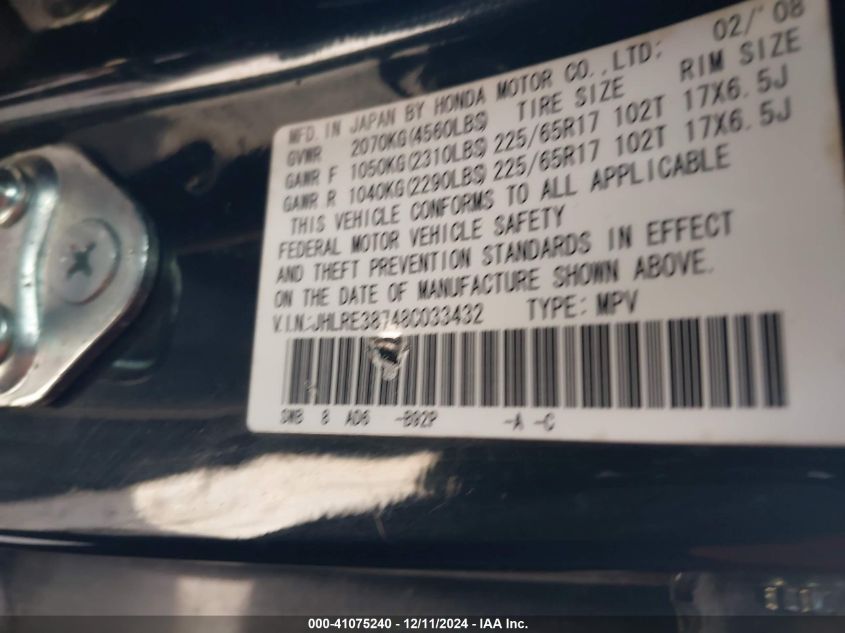 MFD. IN JAPAN BY HONDA MOTOR CO.,LTD: 02/'08
GVWR 2070KG(4560LBS) TIRE SIZE RIM SIZE
GAWR F 1050KG(2310LBS) 225/65R17 102T 17X6.5J
GAWR R 1040KG(2290LBS) 225/65R17 102T 17X6.5J
THIS VEHICLE CONFORMS TO ALL APPLICABLE
FEDERAL MOTOR VEHICLE SAFETY
AND THEFT PREVENTION STANDARDS IN EFFECT
ON THE DATE OF MANUFACTURE SHOWN ABOVE.
V.I.N:JHLRE38748C033432 TYPE: MPV
SWB 8 AD6 -B92P -A -C
000-41075240 - 12/11/2024 - IAA Inc.